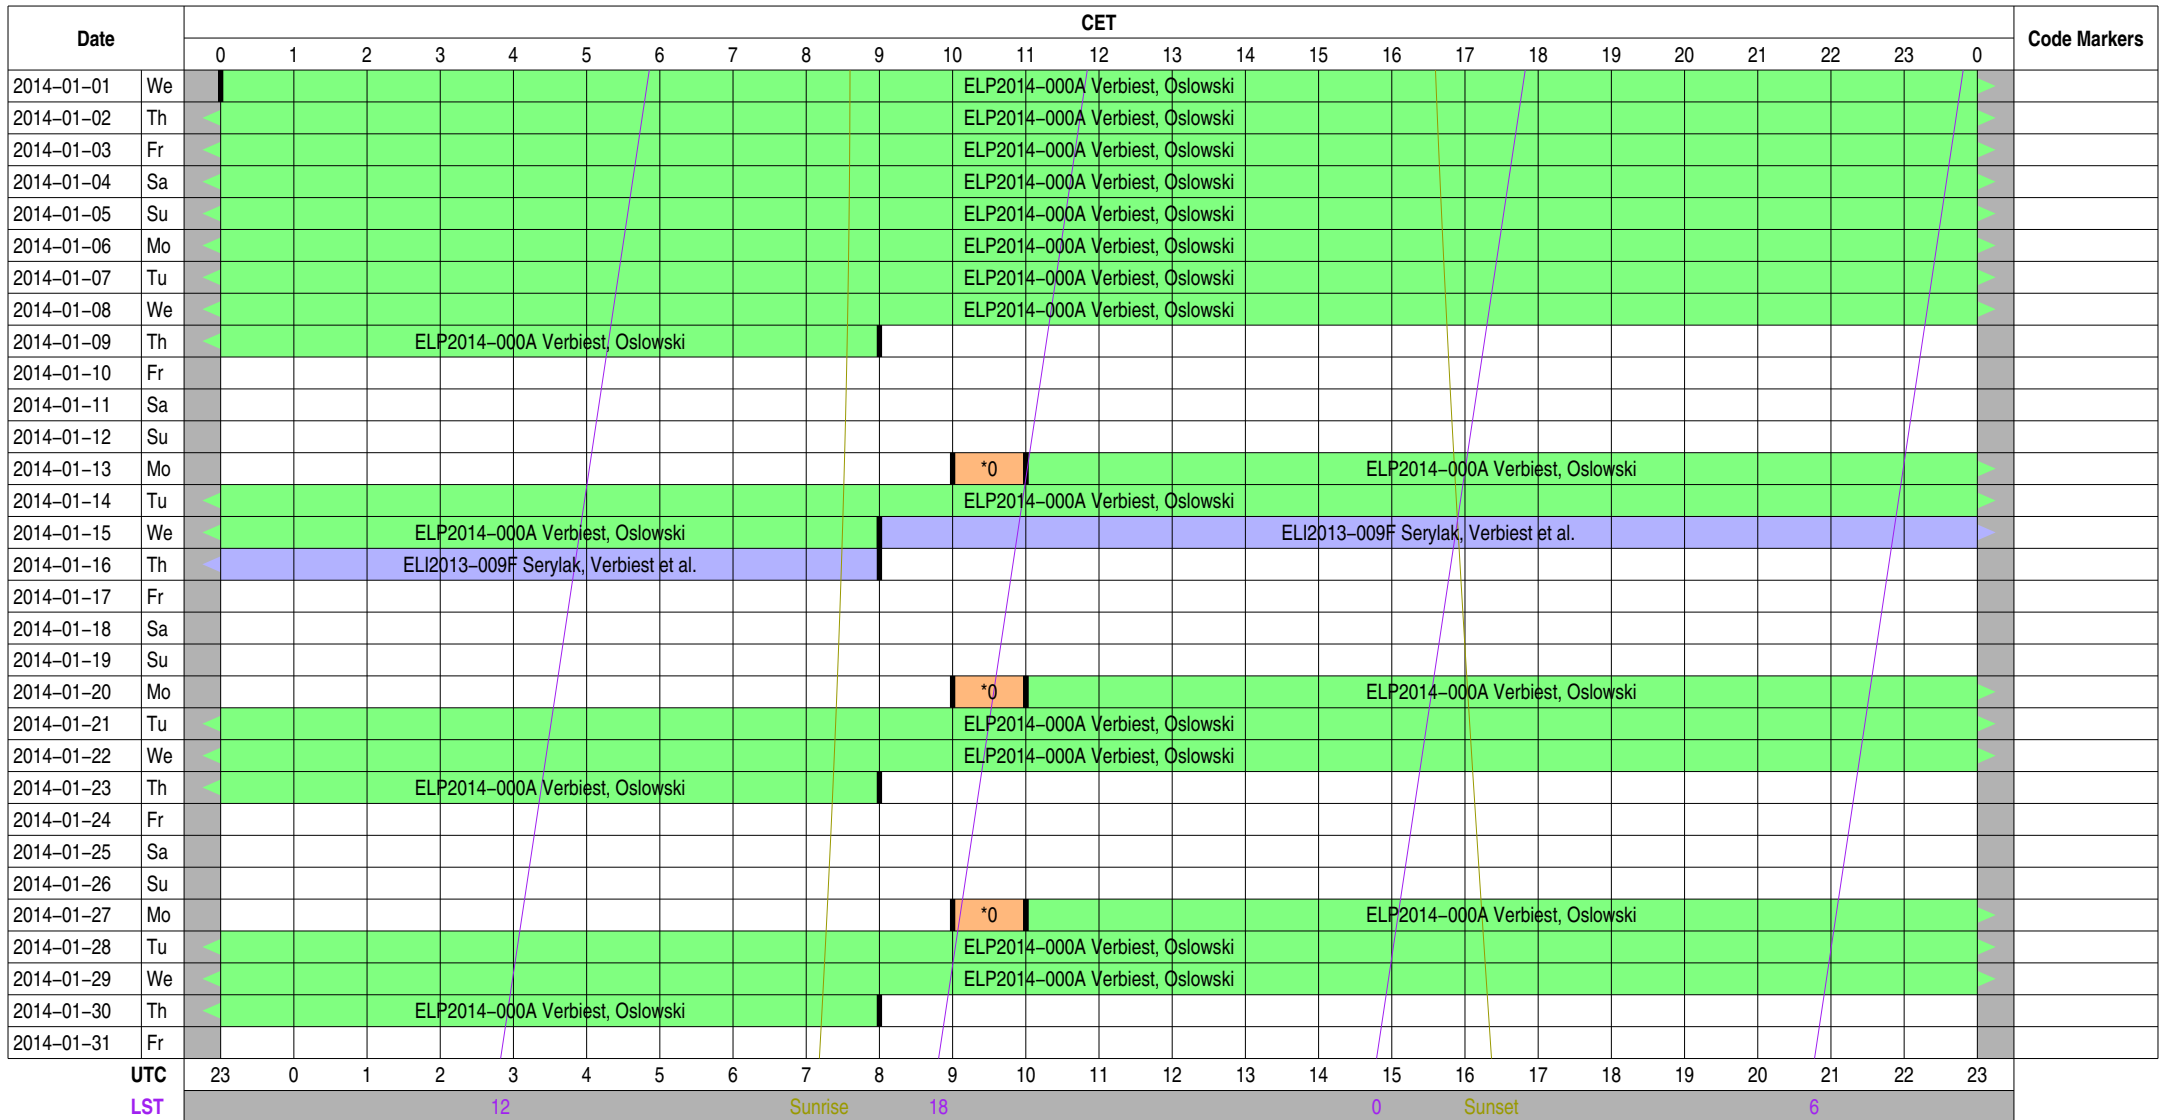 CET
Date
Code Markers
0 1 2 3 4 5 6 7 8 9 10 11 12 13 14 15 16 17 18 19 20 21 22 23 0
2014–01–01 We ELP2014–000A Verbiest, Oslowski
2014–01–02 Th ELP2014–000A Verbiest, Oslowski
2014–01–03 Fr ELP2014–000A Verbiest, Oslowski
2014–01–04 Sa ELP2014–000A Verbiest, Oslowski
2014–01–05 Su ELP2014–000A Verbiest, Oslowski
2014–01–06 Mo ELP2014–000A Verbiest, Oslowski
2014–01–07 Tu ELP2014–000A Verbiest, Oslowski
2014–01–08 We ELP2014–000A Verbiest, Oslowski
2014–01–09 Th ELP2014–000A Verbiest, Oslowski
2014–01–10 Fr
2014–01–11 Sa
2014–01–12 Su
2014–01–13 Mo *0 ELP2014–000A Verbiest, Oslowski
2014–01–14 Tu ELP2014–000A Verbiest, Oslowski
2014–01–15 We ELP2014–000A Verbiest, Oslowski ELI2013–009F Serylak, Verbiest et al.
2014–01–16 Th ELI2013–009F Serylak, Verbiest et al.
2014–01–17 Fr
2014–01–18 Sa
2014–01–19 Su
2014–01–20 Mo *0 ELP2014–000A Verbiest, Oslowski
2014–01–21 Tu ELP2014–000A Verbiest, Oslowski
2014–01–22 We ELP2014–000A Verbiest, Oslowski
2014–01–23 Th ELP2014–000A Verbiest, Oslowski
2014–01–24 Fr
2014–01–25 Sa
2014–01–26 Su
2014–01–27 Mo *0 ELP2014–000A Verbiest, Oslowski
2014–01–28 Tu ELP2014–000A Verbiest, Oslowski
2014–01–29 We ELP2014–000A Verbiest, Oslowski
2014–01–30 Th ELP2014–000A Verbiest, Oslowski
2014–01–31 Fr
UTC 23 0 1 2 3 4 5 6 7 8 9 10 11 12 13 14 15 16 17 18 19 20 21 22 23
LST 12 Sunrise 18 0 Sunset 6